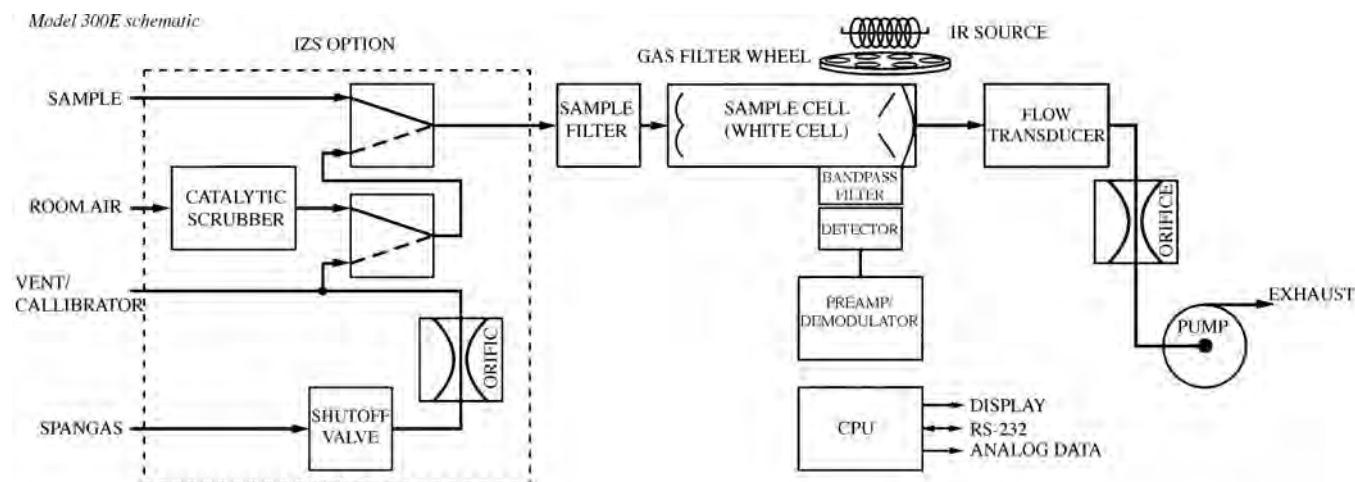 Model 300E schematic
IZS OPTION
IR SOURCE
GAS FILTER WHEEL
SAMPLE
SAMPLE
FILTER
SAMPLE CELL
(WHITE CELL)
FLOW
TRANSDUCER
BANDPASS
FILTER
ROOM AIR
CATALYTIC
SCRUBBER
DETECTOR
ORIFICE
VENT/
CALLIBRATOR
PREAMP/
DEMODULATOR
EXHAUST
PUMP
ORIFIC
SPANGAS
SHUTOFF
VALVE
CPU
DISPLAY
RS-232
ANALOG DATA